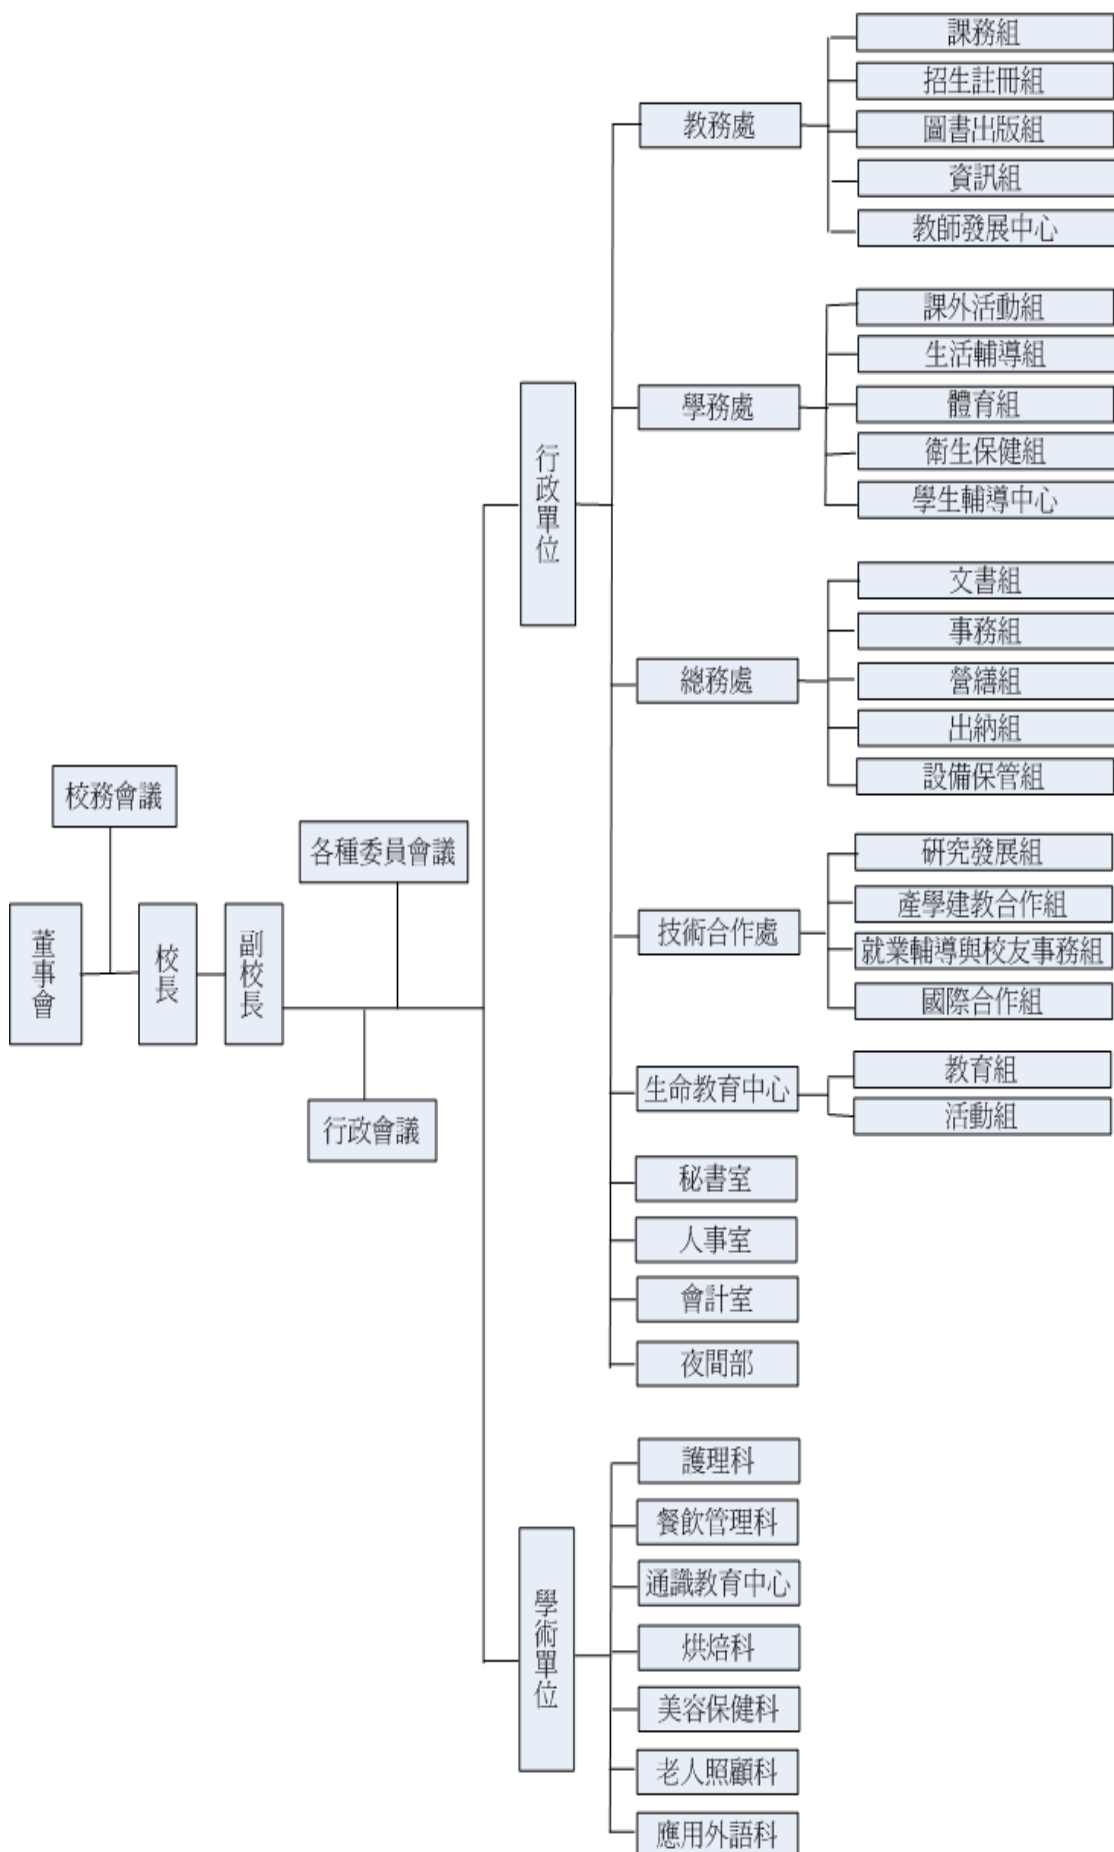 董事會
校務會議
校長
副校長
各種委員會議
行政會議
行政單位
教務處
課務組
招生註冊組
圖書出版組
資訊組
教師發展中心
學務處
課外活動組
生活輔導組
體育組
衛生保健組
學生輔導中心
總務處
文書組
事務組
營繕組
出納組
設備保管組
技術合作處
研究發展組
產學建教合作組
就業輔導與校友事務組
國際合作組
生命教育中心
教育組
活動組
秘書室
人事室
會計室
夜間部
學術單位
護理科
餐飲管理科
通識教育中心
烘焙科
美容保健科
老人照顧科
應用外語科